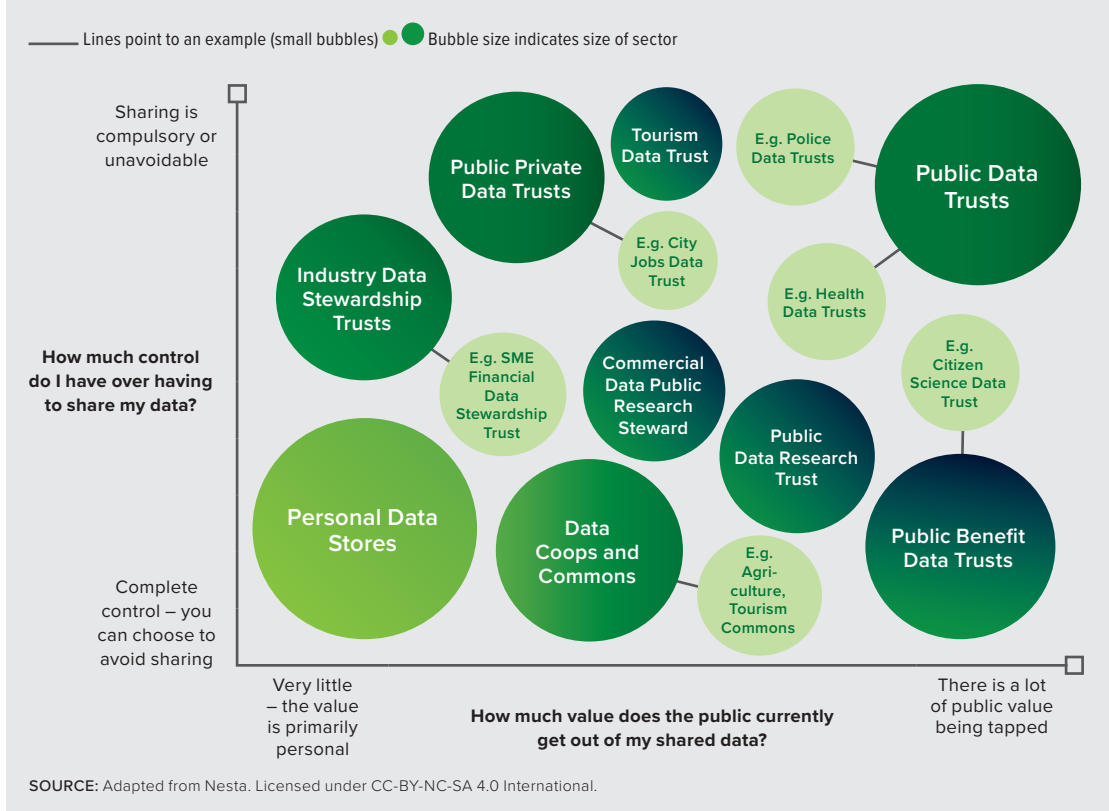 Lines point to an example (small bubbles)
Bubble size indicates size of sector
Sharing is
compulsory or
unavoidable
Public Private
Data Trusts
Tourism
Data Trust
E.g. Police
Data Trusts
Public Data
Trusts
Industry Data
Stewardship
Trusts
E.g. City
Jobs Data
Trust
E.g. Health
Data Trusts
How much control
do I have over having
to share my data?
E.g. SME
Financial
Data
Stewardship
Trust
Commercial
Data Public
Research
Steward
E.g.
Citizen
Science Data
Trust
Public
Data Research
Trust
Personal Data
Stores
Data
Coops and
Commons
Public Benefit
Data Trusts
E.g.
Agri-
culture,
Tourism
Commons
Complete
control – you
can choose to
avoid sharing
Very little
– the value
is primarily
personal
How much value does the public currently
get out of my shared data?
There is a lot
of public value
being tapped
SOURCE: Adapted from Nesta. Licensed under CC-BY-NC-SA 4.0 International.